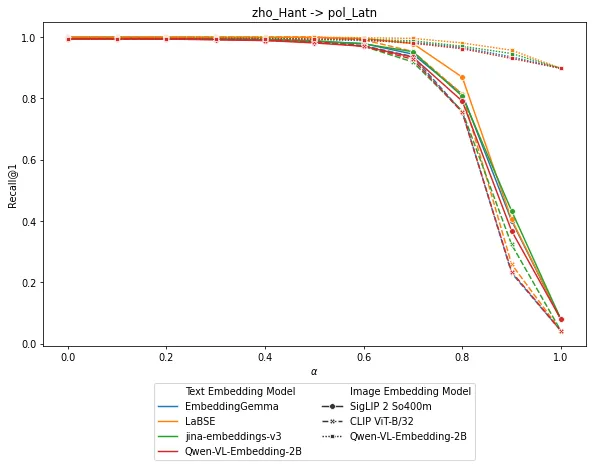 zho_Hant -> pol_Latn
Recall@1
1.0
0.8
0.6
0.4
0.2
0.0
0.0 0.2 0.4 0.6 0.8 1.0
α
Text Embedding Model
EmbeddingGemma
LaBSE
jina-embeddings-v3
Qwen-VL-Embedding-2B
Image Embedding Model
SigLIP 2 So400m
CLIP ViT-B/32
Qwen-VL-Embedding-2B